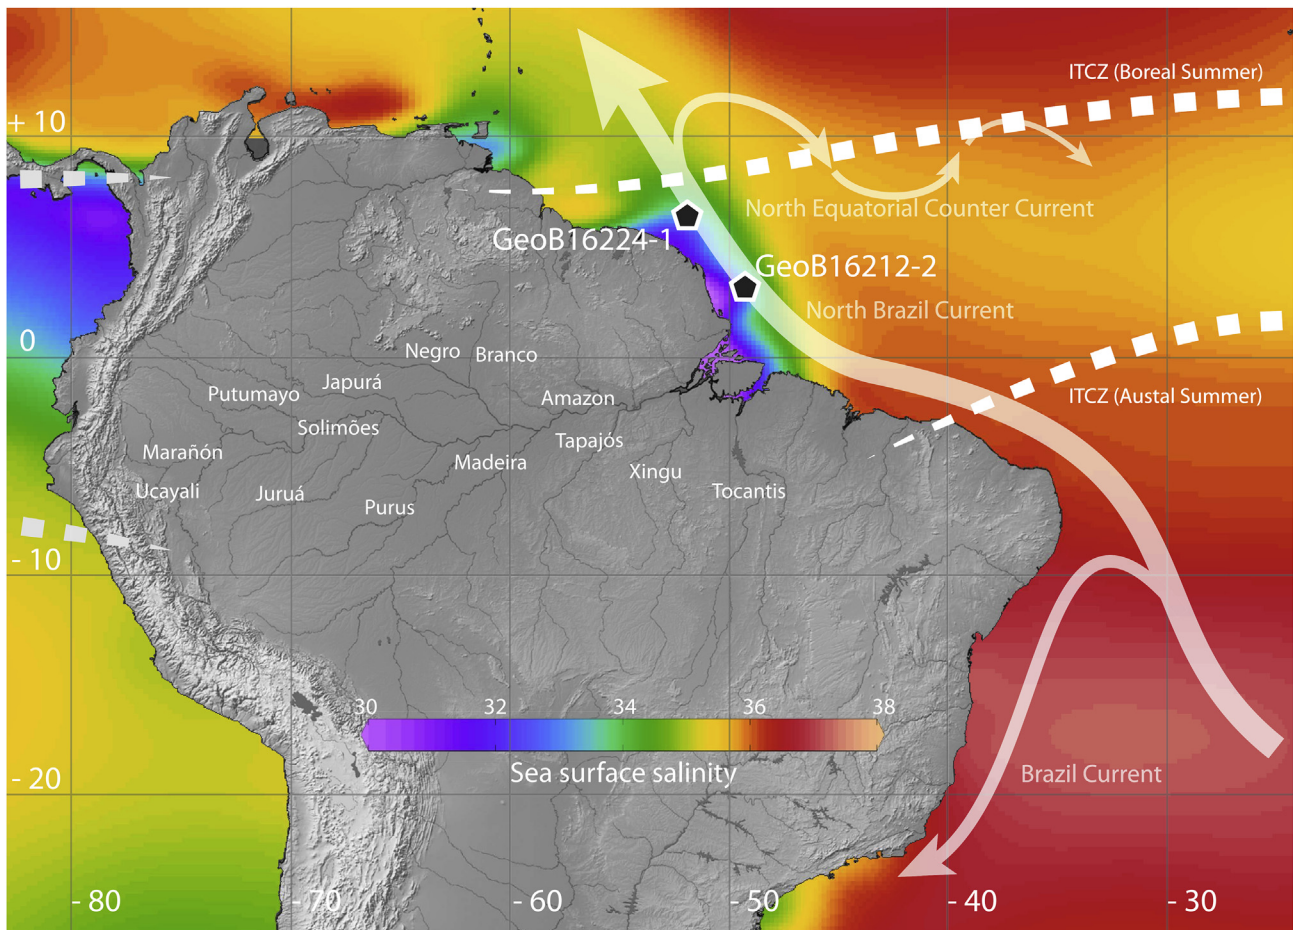 ITCZ (Boreal Summer)
+ 10
North Equatorial Counter Current
GeoB16224-1
GeoB16212-2
North Brazil Current
0
Negro
Branco
Japurá
Putumayo
Amazon
ITCZ (Austal Summer)
Solimões
Tapajós
Marañón
Madeira
Xingu
Ucayali
Juruá
Tocantis
Purus
- 10
30 32 34 36 38
Sea surface salinity
Brazil Current
- 20
- 80 - 70 - 60 - 50 - 40 - 30